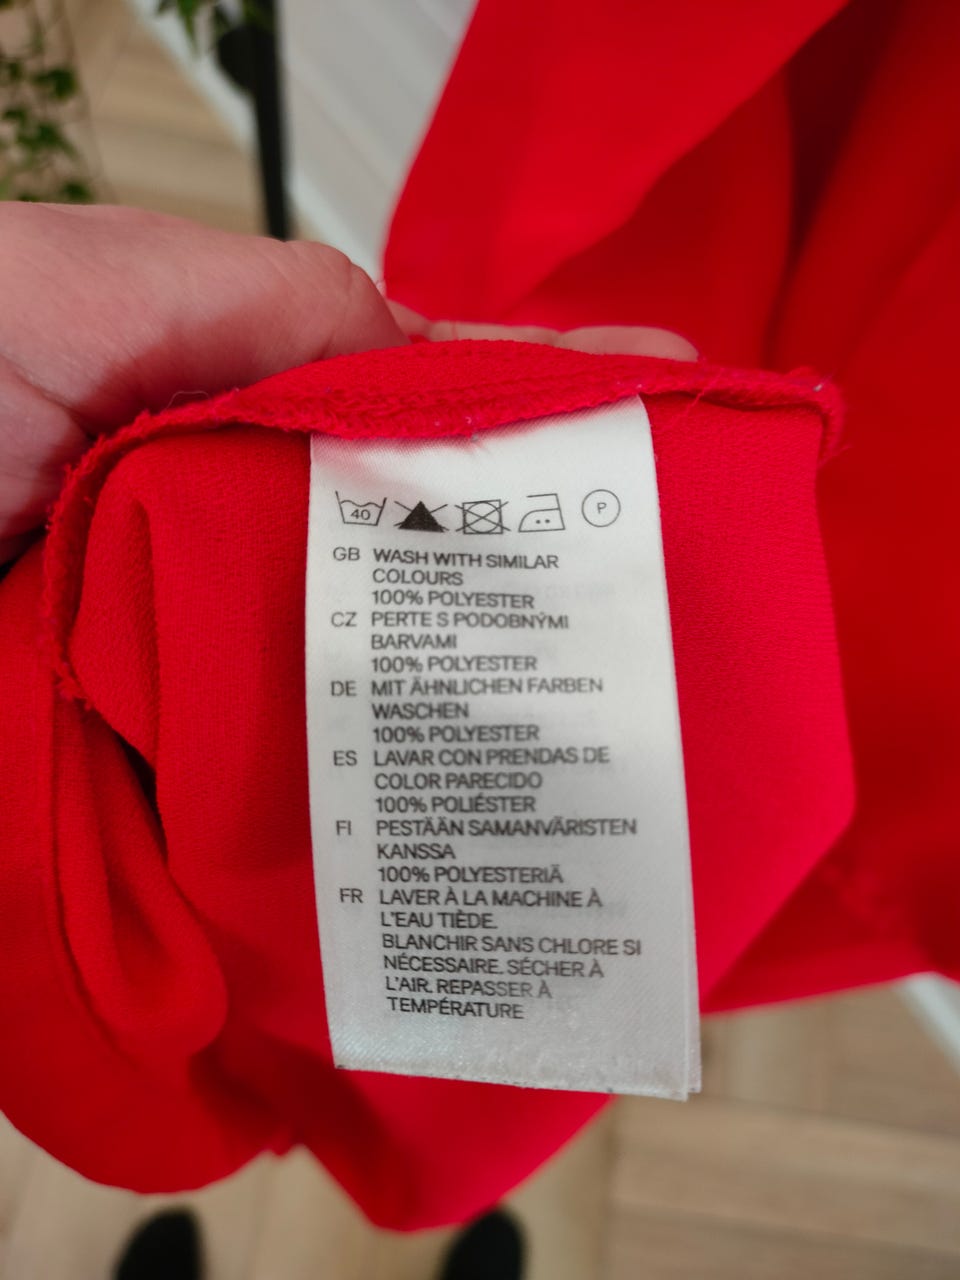 40 P
GB WASH WITH SIMILAR
COLOURS
100% POLYESTER
CZ PERTE S PODOBNÝMI
BARVAMI
100% POLYESTER
DE MIT ÄHNLICHEN FARBEN
WASCHEN
100% POLYESTER
ES LAVAR CON PRENDAS DE
COLOR PARECIDO
100% POLIÉSTER
FI PESTÄÄN SAMANVÄRISTEN
KANSSA
100% POLYESTERIÄ
FR LAVER À LA MACHINE À
L'EAU TIÈDE.
BLANCHIR SANS CHLORE SI
NÉCESSAIRE. SÉCHER À
L'AIR. REPASSER À
TEMPÉRATURE